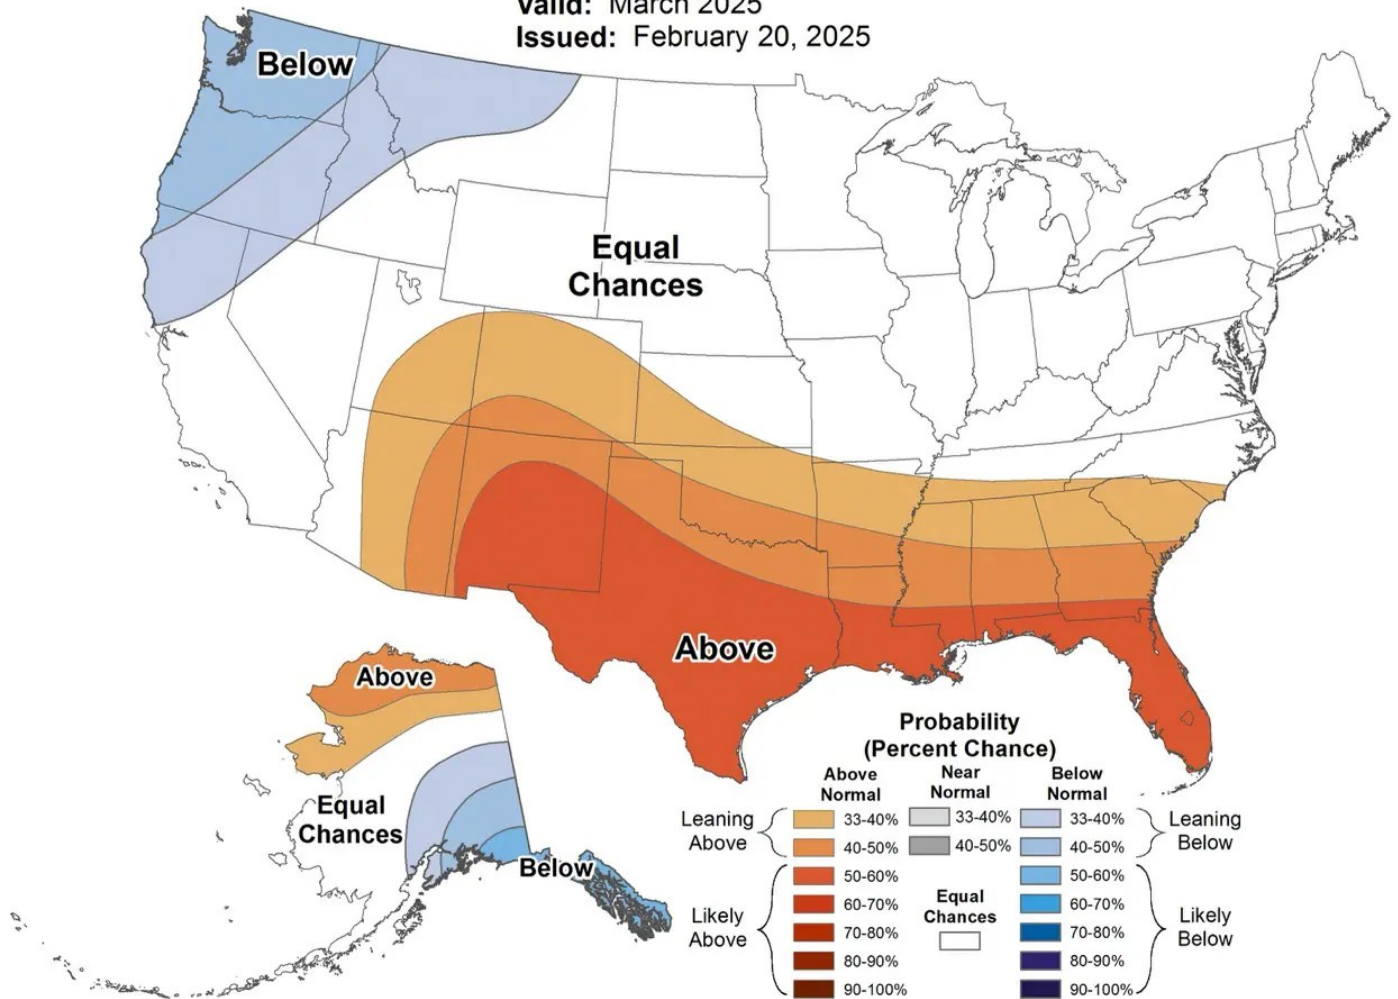 Valid: March 2025
Issued: February 20, 2025
Below
Equal
Chances
Above
Above
Equal
Chances
Below
Probability
(Percent Chance)
Above
Normal
Near
Normal
Below
Normal
Leaning
Above
33-40%
40-50%
33-40%
40-50%
33-40%
40-50%
Leaning
Below
Likely
Above
50-60%
60-70%
70-80%
80-90%
90-100%
Equal
Chances
50-60%
60-70%
70-80%
80-90%
90-100%
Likely
Below